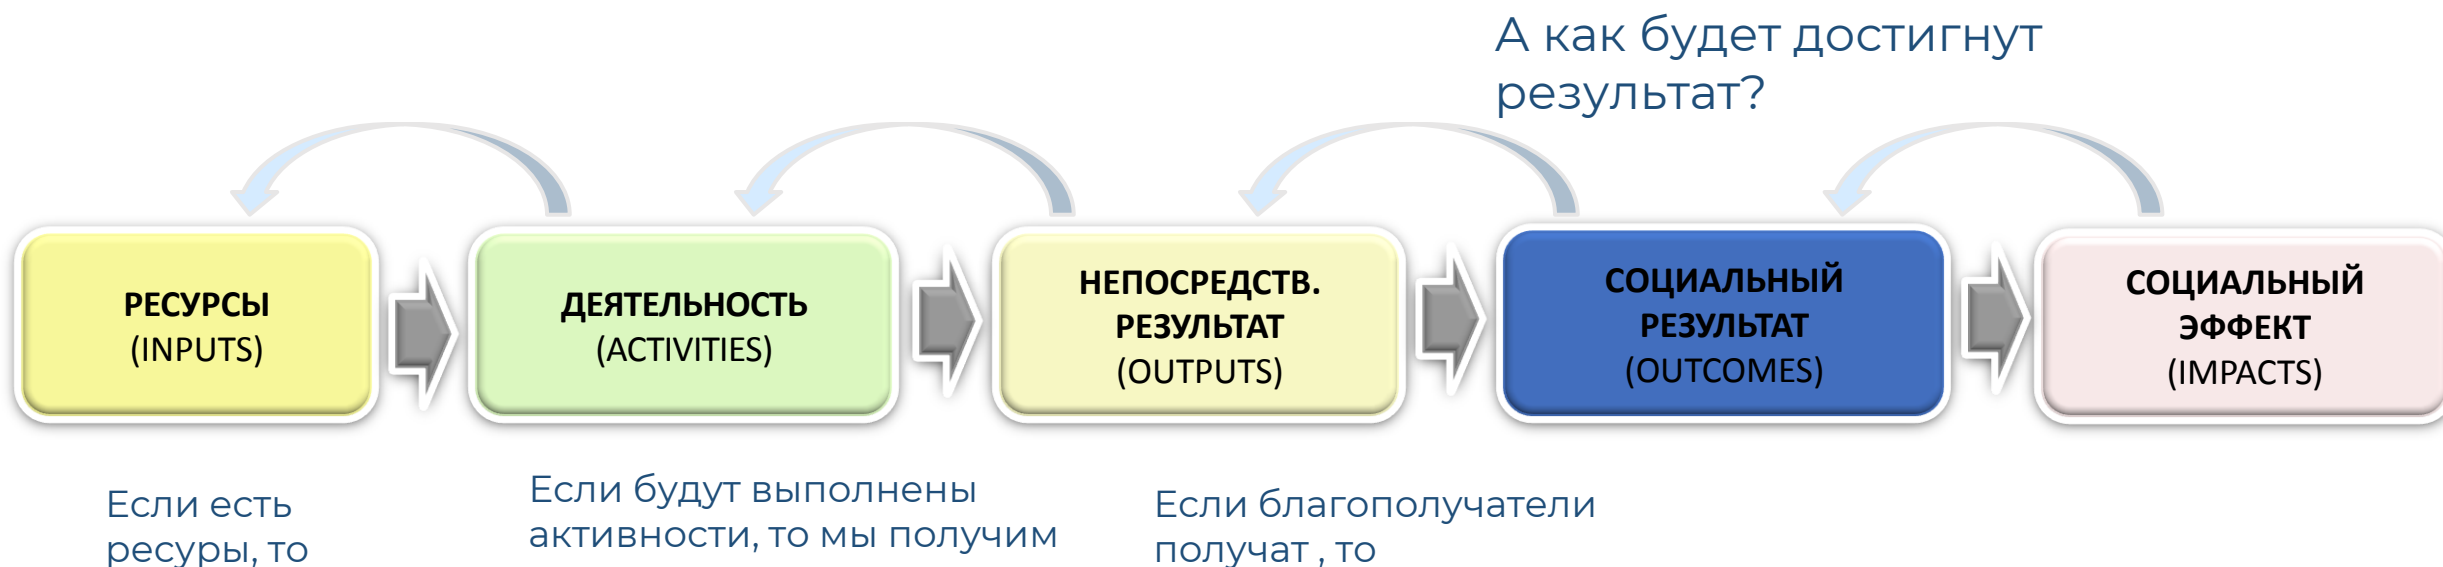 А как будет достигнут
результат?
РЕСУРСЫ
(INPUTS)
ДЕЯТЕЛЬНОСТЬ
(ACTIVITIES)
НЕПОСРЕДСТВ.
РЕЗУЛЬТАТ
(OUTPUTS)
СОЦИАЛЬНЫЙ
РЕЗУЛЬТАТ
(OUTCOMES)
СОЦИАЛЬНЫЙ
ЭФФЕКТ
(IMPACTS)
Если есть
ресуры, то
Если будут выполнены
активности, то мы получим
Если благополучатели
получат , то